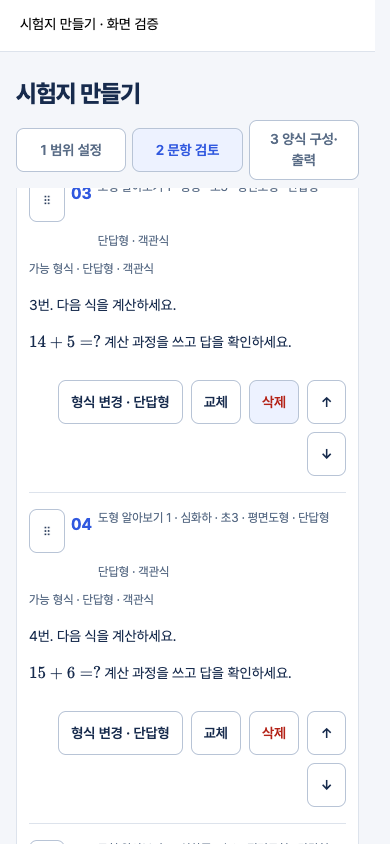 시험지 만들기 · 화면 검증
시험지 만들기
1 범위 설정
2 문항 검토
3 양식 구성·
출력
03
단답형 · 객관식
가능 형식 · 단답형 · 객관식
3번. 다음 식을 계산하세요.
14 + 5 =? 계산 과정을 쓰고 답을 확인하세요.
형식 변경 · 단답형
교체
삭제
↑
↓
04 도형 알아보기 1 · 심화하 · 초3 · 평면도형 · 단답형
단답형 · 객관식
가능 형식 · 단답형 · 객관식
4번. 다음 식을 계산하세요.
15 + 6 =? 계산 과정을 쓰고 답을 확인하세요.
형식 변경 · 단답형
교체
삭제
↑
↓